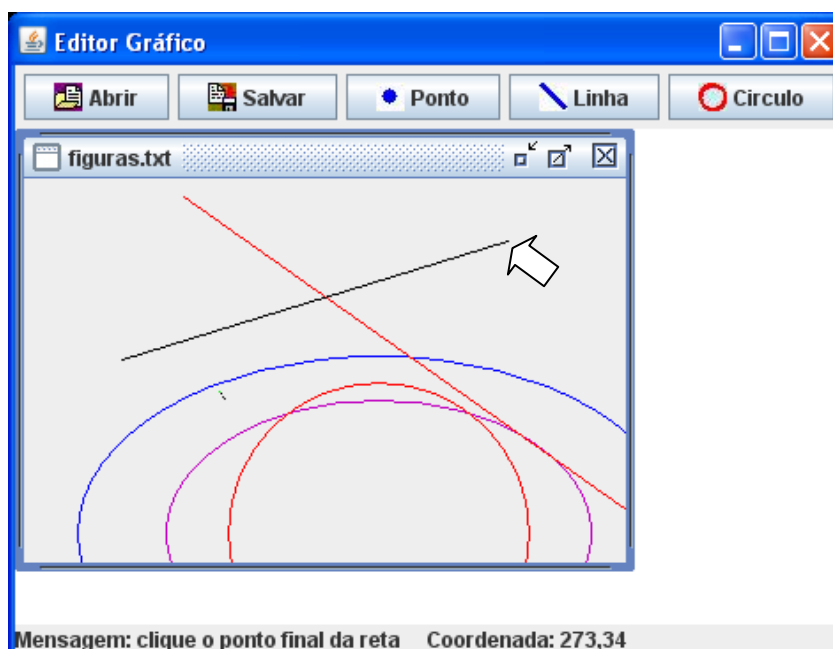 Editor Gráfico
Abrir Salvar Ponto Linha Circulo
figuras.txt
Mensagem: clique o ponto final da reta Coordenada: 273,34